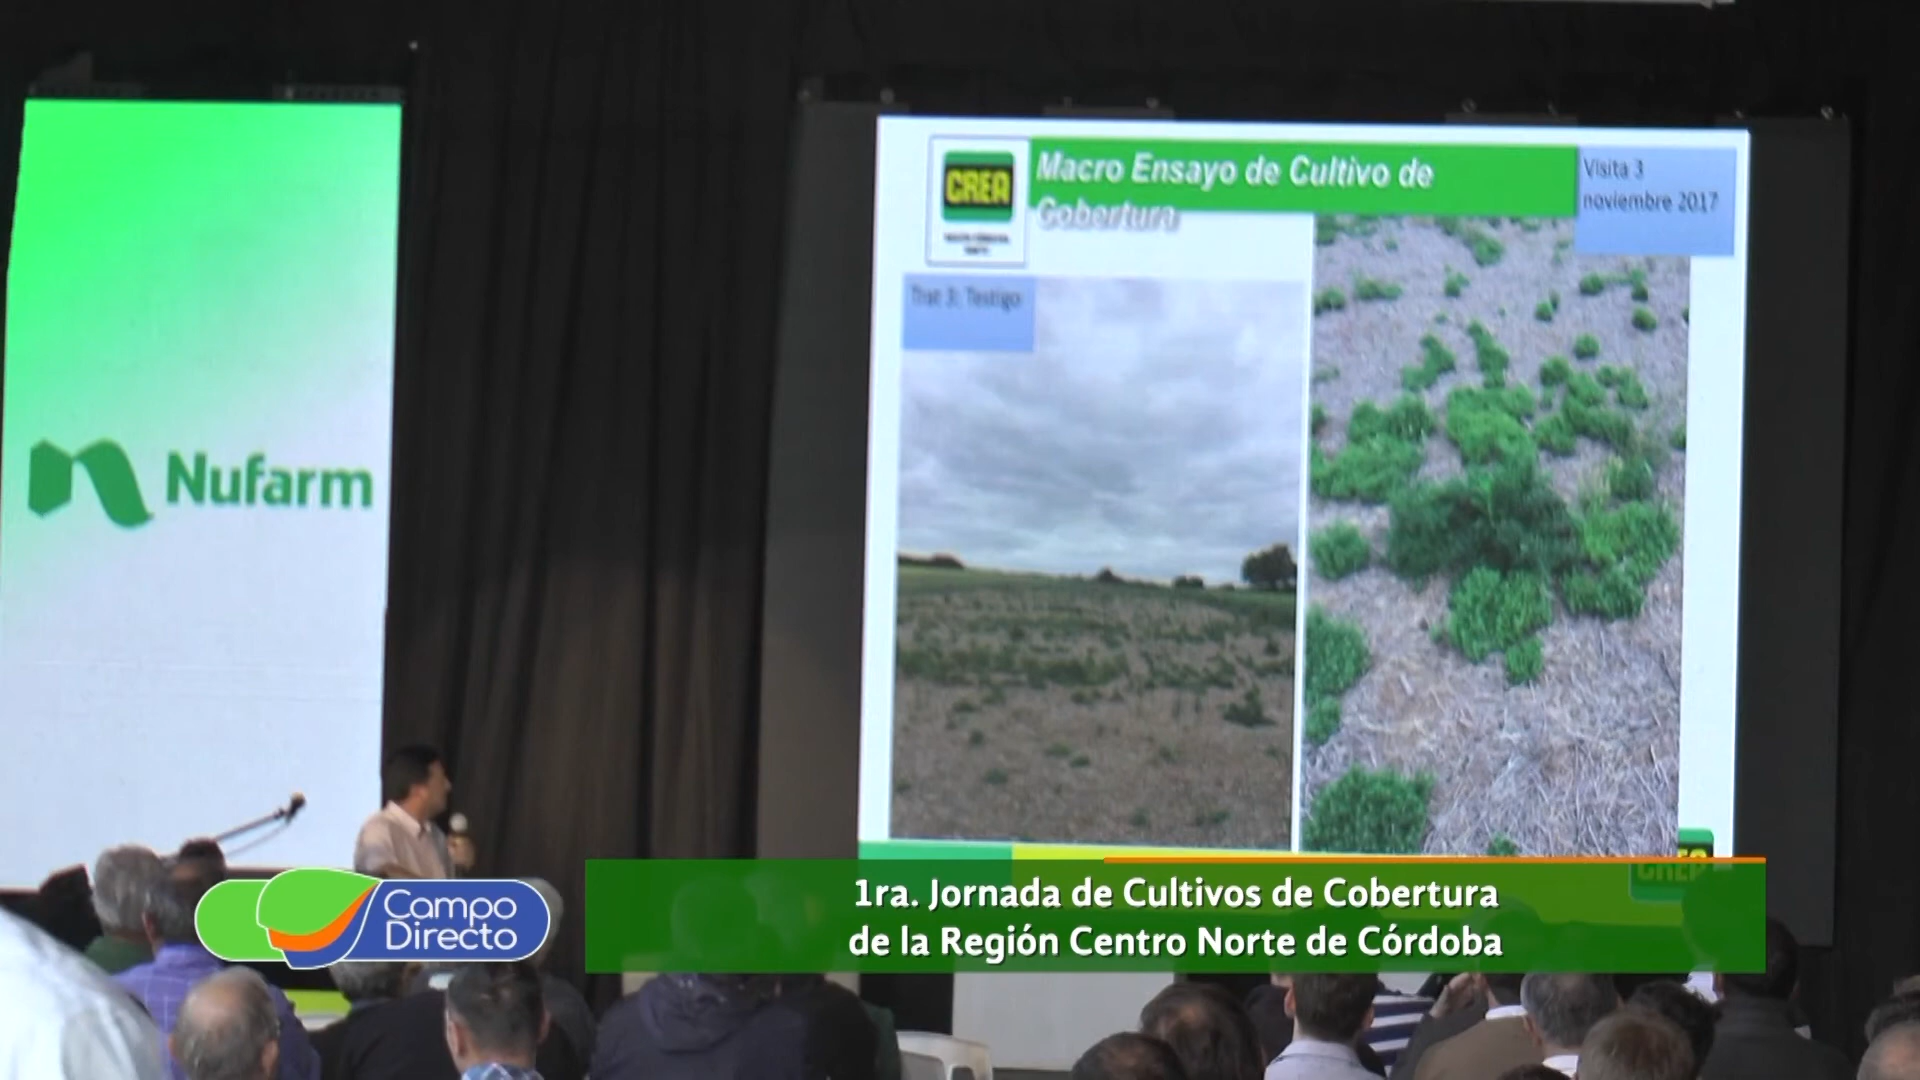 Nufarm
CREA
Macro Ensayo de Cultivo de
Cobertura
Visita 3
noviembre 2017
Trat 3: Testigo
CREA
Campo
Directo
1ra. Jornada de Cultivos de Cobertura
de la Región Centro Norte de Córdoba